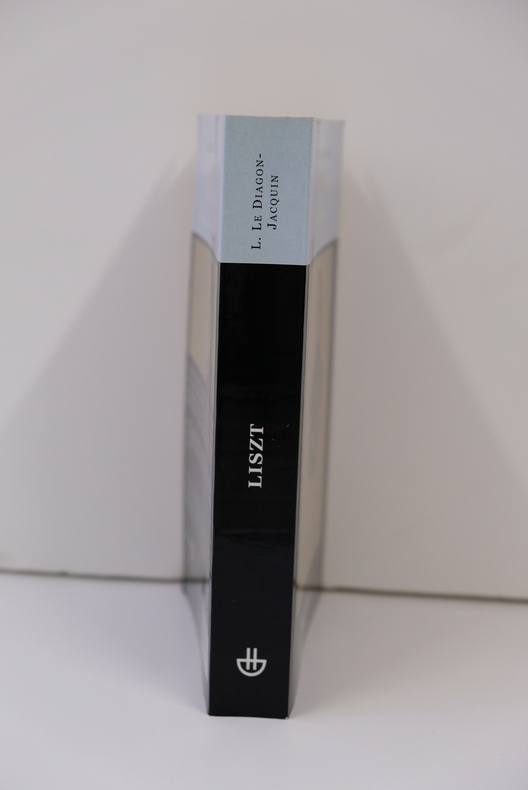 L. Le Diagon-
Jacquin
LISZT